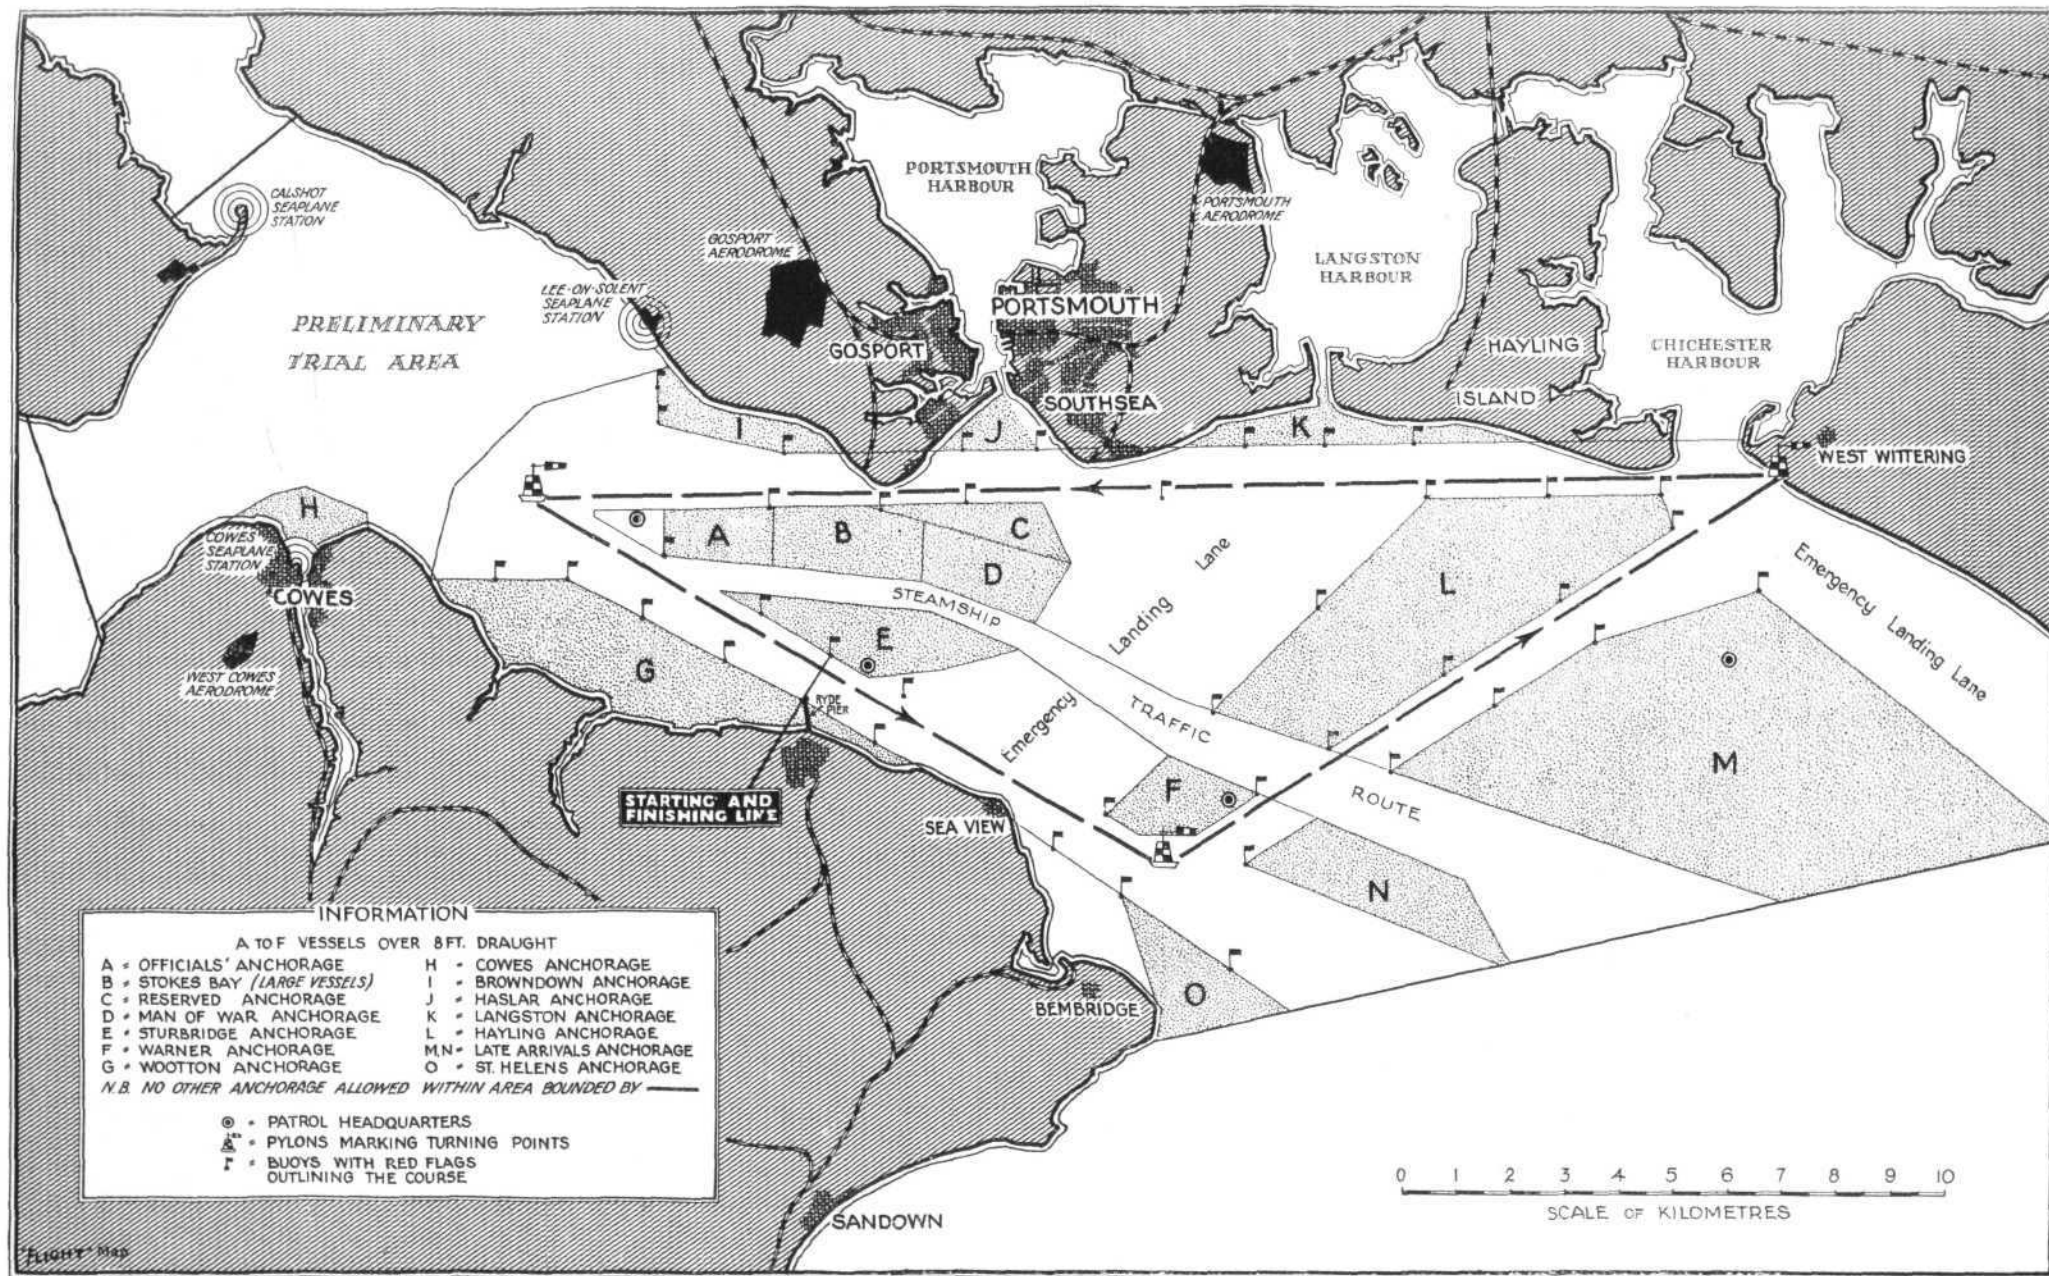 CALSHOT
SEAPLANE
STATION
PORTSMOUTH
HARBOUR
PORTSMOUTH
AERODROME
GOSPORT
AERODROME
LANGSTON
HARBOUR
LEE-ON-SOLENT
SEAPLANE
STATION
PORTSMOUTH
PRELIMINARY
TRIAL AREA
GOSPORT
HAYLING
ISLAND
CHICHESTER
HARBOUR
SOUTHSEA
I
J
K
WEST WITTERING
H
COWES
SEAPLANE
STATION
COWES
A
B
C
D
L
STEAMSHIP
TRAFFIC
ROUTE
Emergency
Landing
Lane
Emergency Landing Lane
E
G
WEST COWES
AERODROME
RYDE
PIER
M
F
STARTING AND
FINISHING LINE
SEA VIEW
N
O
BEMBRIDGE
INFORMATION
A TO F VESSELS OVER 8FT. DRAUGHT
A = OFFICIALS' ANCHORAGE
B = STOKES BAY (LARGE VESSELS)
C = RESERVED ANCHORAGE
D = MAN OF WAR ANCHORAGE
E = STURBRIDGE ANCHORAGE
F = WARNER ANCHORAGE
G = WOOTTON ANCHORAGE
H = COWES ANCHORAGE
I = BROWNDOWN ANCHORAGE
J = HASLAR ANCHORAGE
K = LANGSTON ANCHORAGE
L = HAYLING ANCHORAGE
M,N = LATE ARRIVALS ANCHORAGE
O = ST. HELENS ANCHORAGE
N.B. NO OTHER ANCHORAGE ALLOWED WITHIN AREA BOUNDED BY
= PATROL HEADQUARTERS
= PYLONS MARKING TURNING POINTS
= BUOYS WITH RED FLAGS
OUTLINING THE COURSE
SANDOWN
0 1 2 3 4 5 6 7 8 9 10
SCALE OF KILOMETRES
"FLIGHT" Map